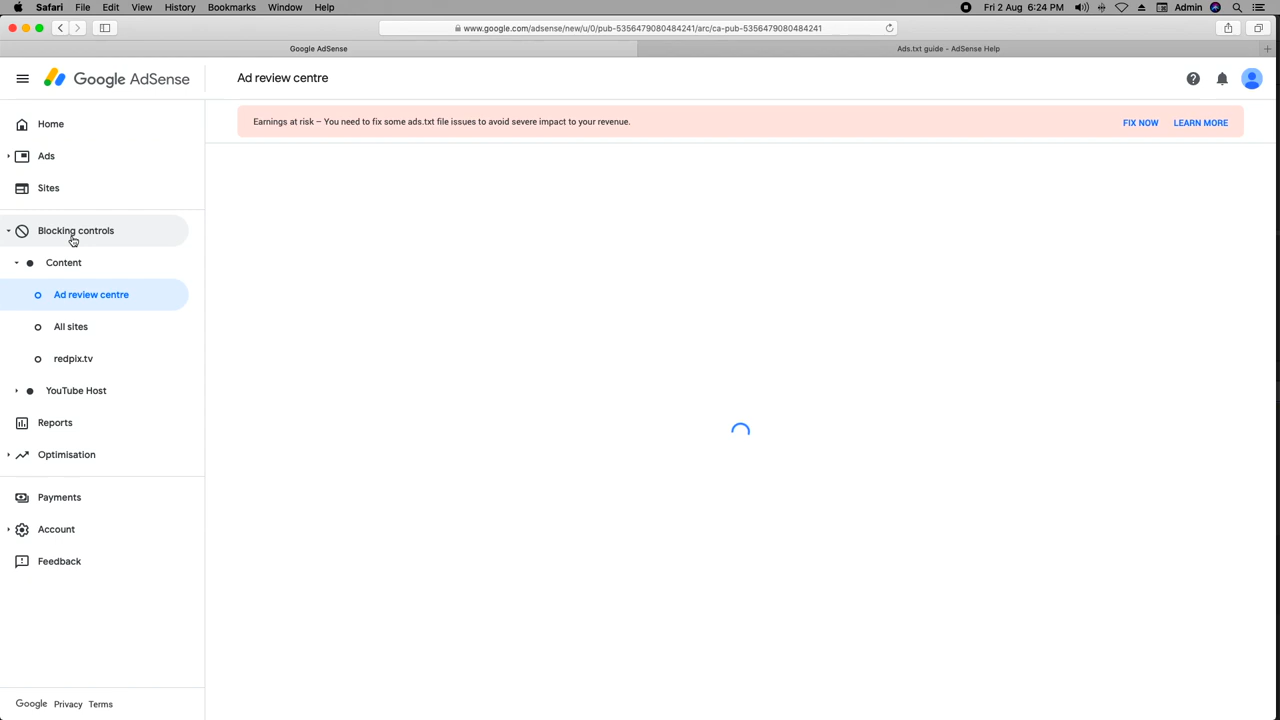 Safari File Edit View History Bookmarks Window Help Fri 2 Aug 6:24 PM Admin
www.google.com/adsense/new/u/0/pub-5356479080484241/arc/ca-pub-5356479080484241
Google AdSense Ads.txt guide - AdSense Help
Google AdSense Ad review centre
Earnings at risk – You need to fix some ads.txt file issues to avoid severe impact to your revenue. FIX NOW LEARN MORE
Home
Ads
Sites
Blocking controls
Content
Ad review centre
All sites
redpix.tv
YouTube Host
Reports
Optimisation
Payments
Account
Feedback
Google Privacy Terms